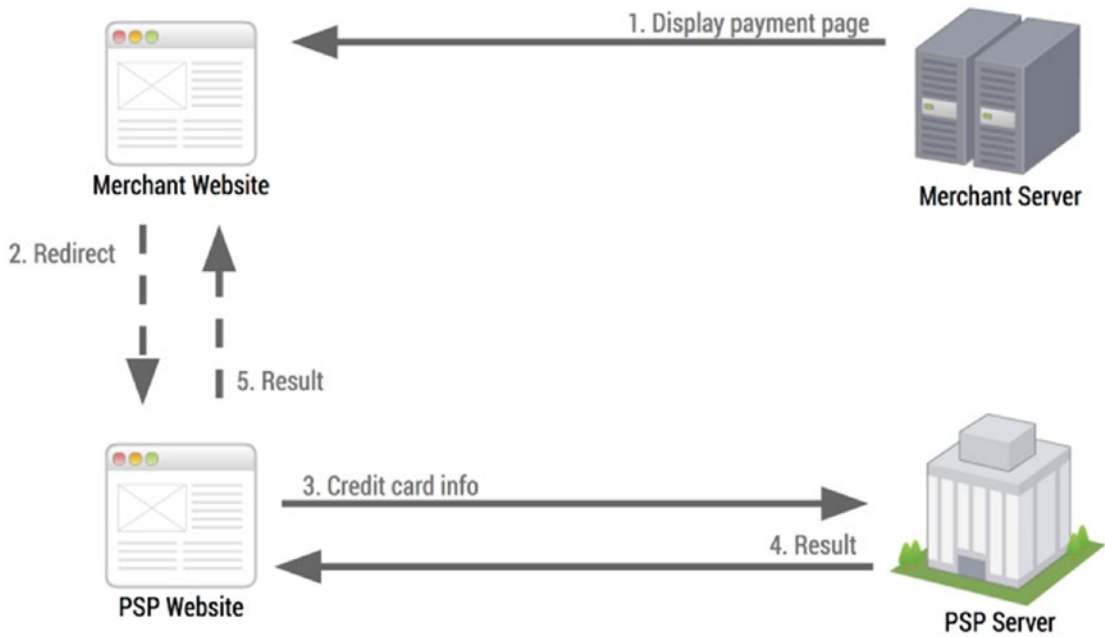 1. Display payment page
Merchant Website
Merchant Server
2. Redirect
5. Result
3. Credit card info
4. Result
PSP Website
PSP Server